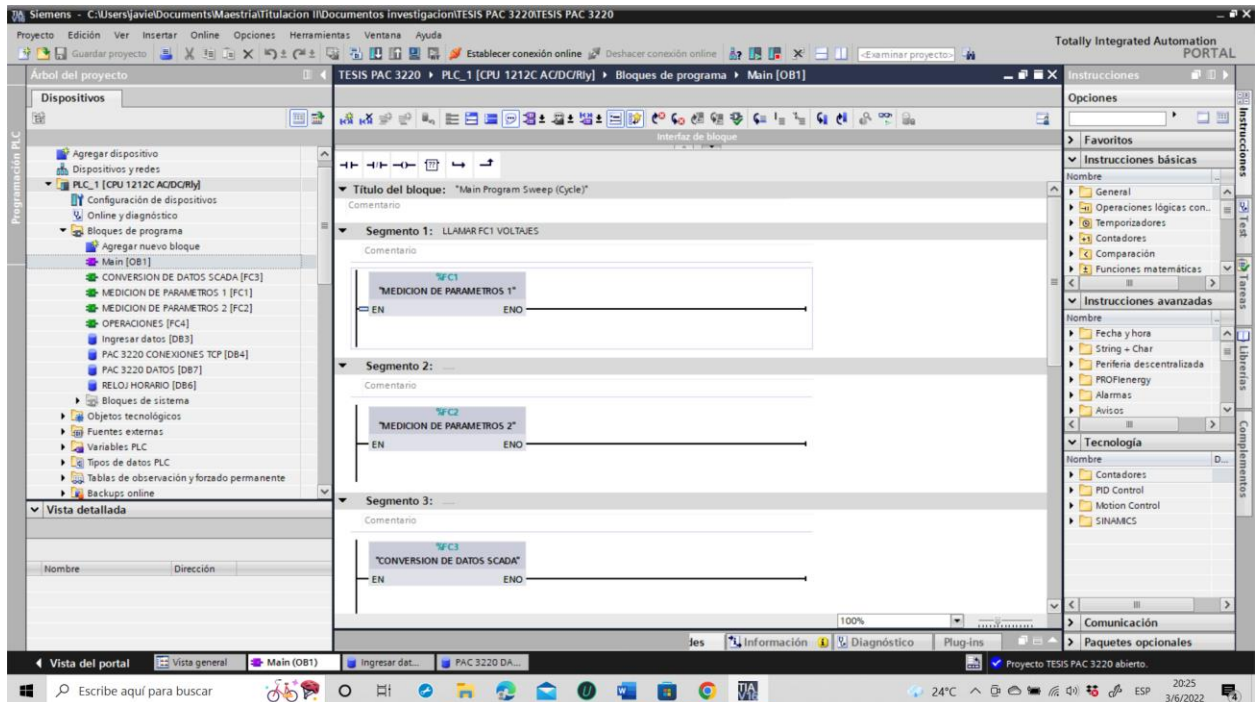 Siemens - C:\Users\javie\Documents\Maestria\Titulacion II\Documentos investigacion\TESIS PAC 3220\TESIS PAC 3220
Proyecto Edición Ver Insertar Online Opciones Herramientas Ventana Ayuda
Totally Integrated Automation
PORTAL
Guardar proyecto
Establecer conexión online
Deshacer conexión online
<Examinar proyecto>
Árbol del proyecto
TESIS PAC 3220 PLC_1 [CPU 1212C AC/DC/Rly] Bloques de programa Main [OB1]
Instrucciones
Dispositivos
Opciones
Programación PLC
Interfaz de bloque
Agregar dispositivo
Dispositivos y redes
PLC_1 [CPU 1212C AC/DC/Rly]
Configuración de dispositivos
Online y diagnóstico
Bloques de programa
Agregar nuevo bloque
Main [OB1]
CONVERSION DE DATOS SCADA [FC3]
MEDICION DE PARAMETROS 1 [FC1]
MEDICION DE PARAMETROS 2 [FC2]
OPERACIONES [FC4]
Ingresar datos [DB3]
PAC 3220 CONEXIONES TCP [DB4]
PAC 3220 DATOS [DB7]
RELOJ HORARIO [DB6]
Bloques de sistema
Objetos tecnológicos
Fuentes externas
Variables PLC
Tipos de datos PLC
Tablas de observación y forzado permanente
Backups online
Vista detallada
Nombre Dirección
Título del bloque: "Main Program Sweep (Cycle)"
Comentario
Segmento 1: LLAMAR FC1 VOLTAJES
Comentario
%FC1
"MEDICION DE PARAMETROS 1"
EN ENO
Segmento 2: .....
Comentario
%FC2
"MEDICION DE PARAMETROS 2"
EN ENO
Segmento 3: .....
Comentario
%FC3
"CONVERSION DE DATOS SCADA"
EN ENO
100%
Información
Diagnóstico
Plug-ins
Favoritos
Instrucciones básicas
Nombre
General
Operaciones lógicas con...
Temporizadores
Contadores
Comparación
Funciones matemáticas
Instrucciones avanzadas
Nombre
Fecha y hora
String + Char
Periferia descentralizada
PROFIenergy
Alarmas
Avisos
Tecnología
Nombre D...
Contadores
PID Control
Motion Control
SINAMICS
Comunicación
Paquetes opcionales
Instrucciones
Test
Tareas
Librerías
Complementos
Vista del portal
Vista general
Main (OB1)
Ingresar dat...
PAC 3220 DA...
Proyecto TESIS PAC 3220 abierto.
Escribe aquí para buscar
24°C
ESP
20:25
3/6/2022